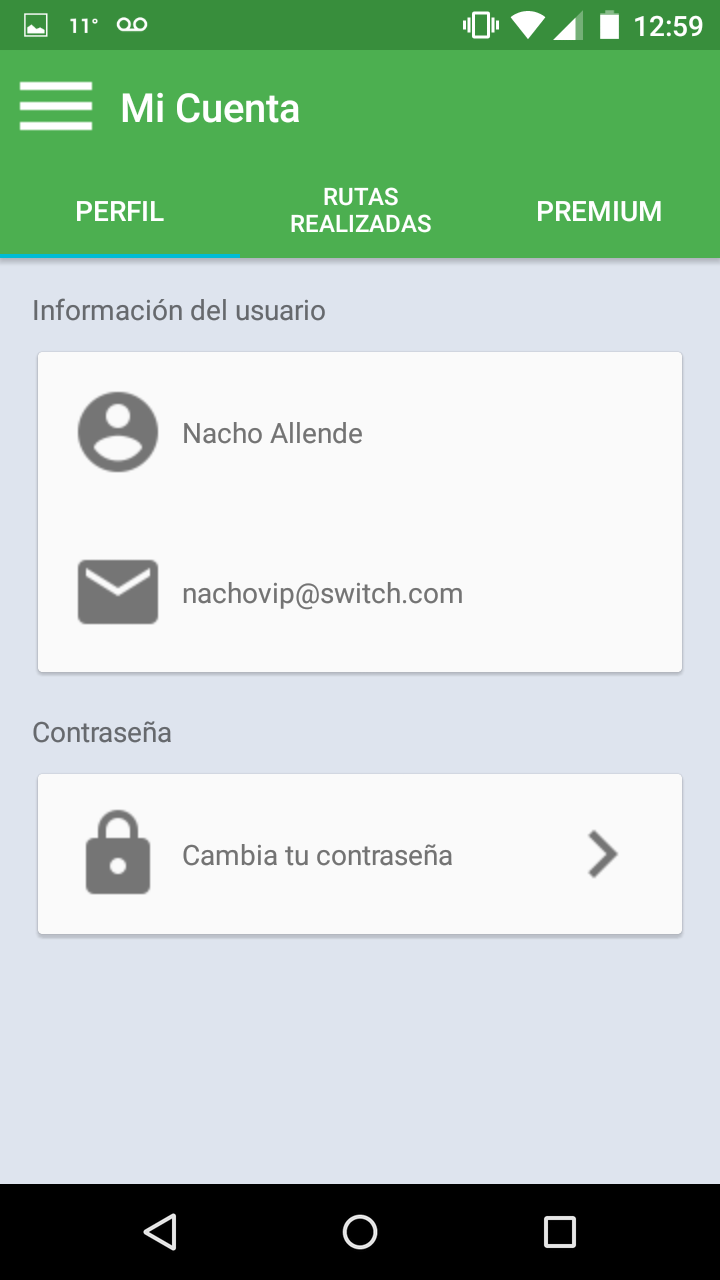 11° 12:59
Mi Cuenta
PERFIL
RUTAS
REALIZADAS
PREMIUM
Información del usuario
Nacho Allende
nachovip@switch.com
Contraseña
Cambia tu contraseña